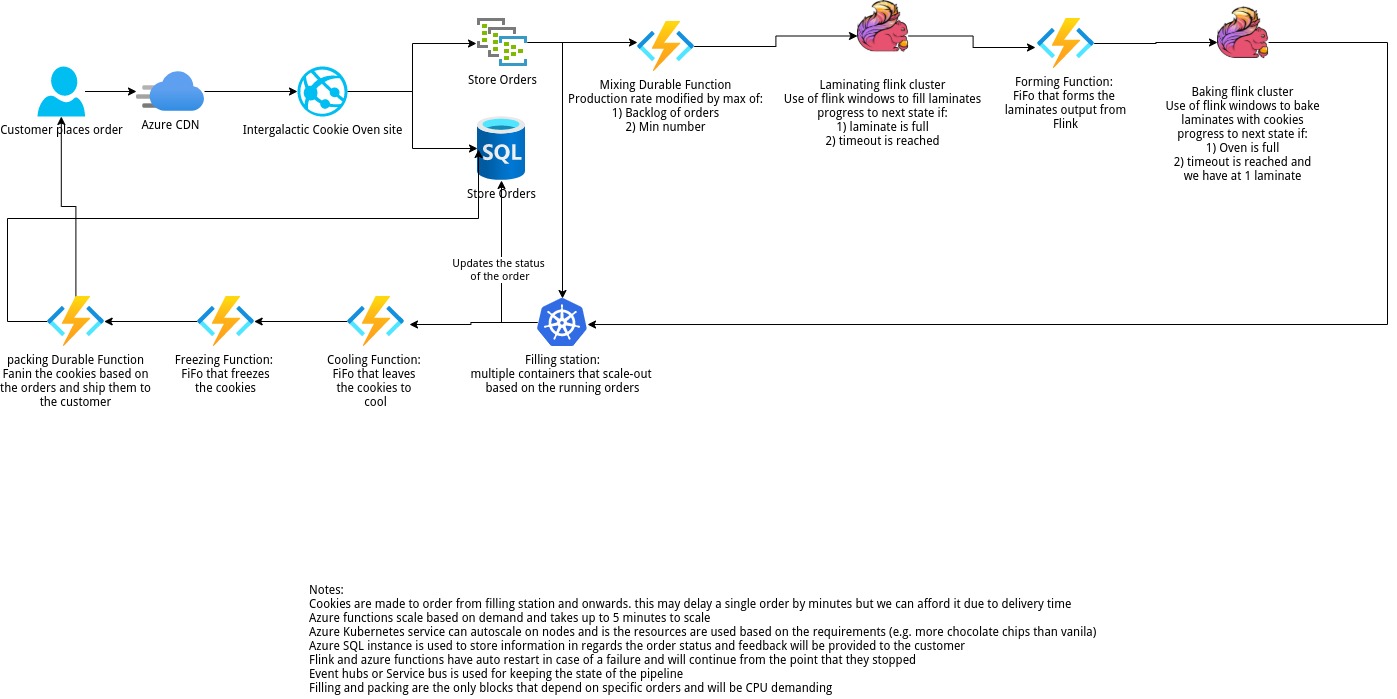 Store Orders
Customer places order
Azure CDN
Intergalactic Cookie Oven site
SQL
Store Orders
Mixing Durable Function
Production rate modified by max of:
1) Backlog of orders
2) Min number
Laminating flink cluster
Use of flink windows to fill laminates
progress to next state if:
1) laminate is full
2) timeout is reached
Forming Function:
FiFo that forms the
laminates output from
Flink
Baking flink cluster
Use of flink windows to bake
laminates with cookies
progress to next state if:
1) Oven is full
2) timeout is reached and
we have at 1 laminate
Updates the status
of the order
packing Durable Function
Fanin the cookies based on
the orders and ship them to
the customer
Freezing Function:
FiFo that freezes
the cookies
Cooling Function:
FiFo that leaves
the cookies to
cool
Filling station:
multiple containers that scale-out
based on the running orders
Notes:
Cookies are made to order from filling station and onwards. this may delay a single order by minutes but we can afford it due to delivery time
Azure functions scale based on demand and takes up to 5 minutes to scale
Azure Kubernetes service can autoscale on nodes and is the resources are used based on the requirements (e.g. more chocolate chips than vanila)
Azure SQL instance is used to store information in regards the order status and feedback will be provided to the customer
Flink and azure functions have auto restart in case of a failure and will continue from the point that they stopped
Event hubs or Service bus is used for keeping the state of the pipeline
Filling and packing are the only blocks that depend on specific orders and will be CPU demanding